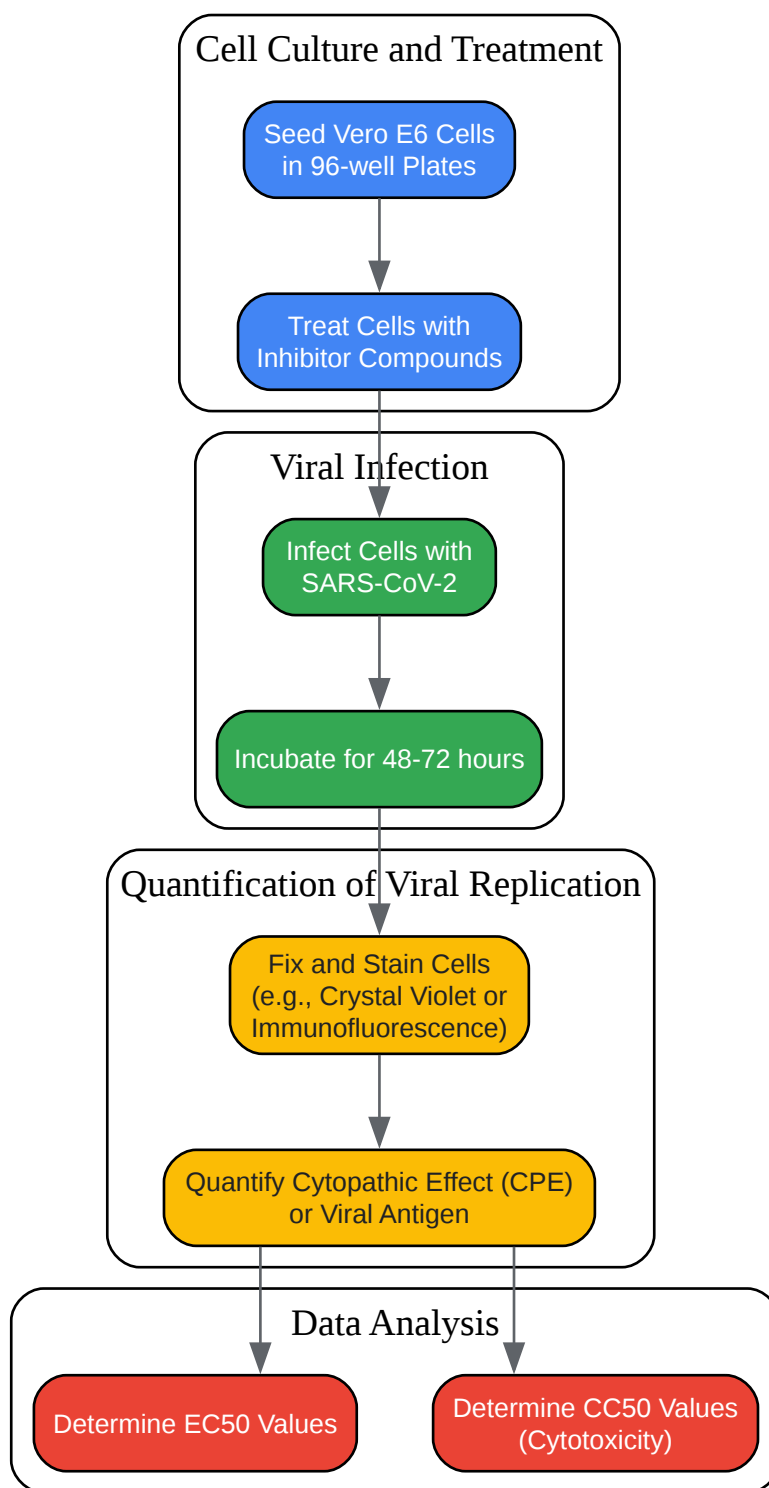 Cell Culture and Treatment
Seed Vero E6 Cells
in 96-well Plates
Treat Cells with
Inhibitor Compounds
Viral Infection
Infect Cells with
SARS-CoV-2
Incubate for 48-72 hours
Quantification of Viral Replication
Fix and Stain Cells
(e.g., Crystal Violet or
Immunofluorescence)
Quantify Cytopathic Effect (CPE)
or Viral Antigen
Data Analysis
Determine EC50 Values
Determine CC50 Values
(Cytotoxicity)